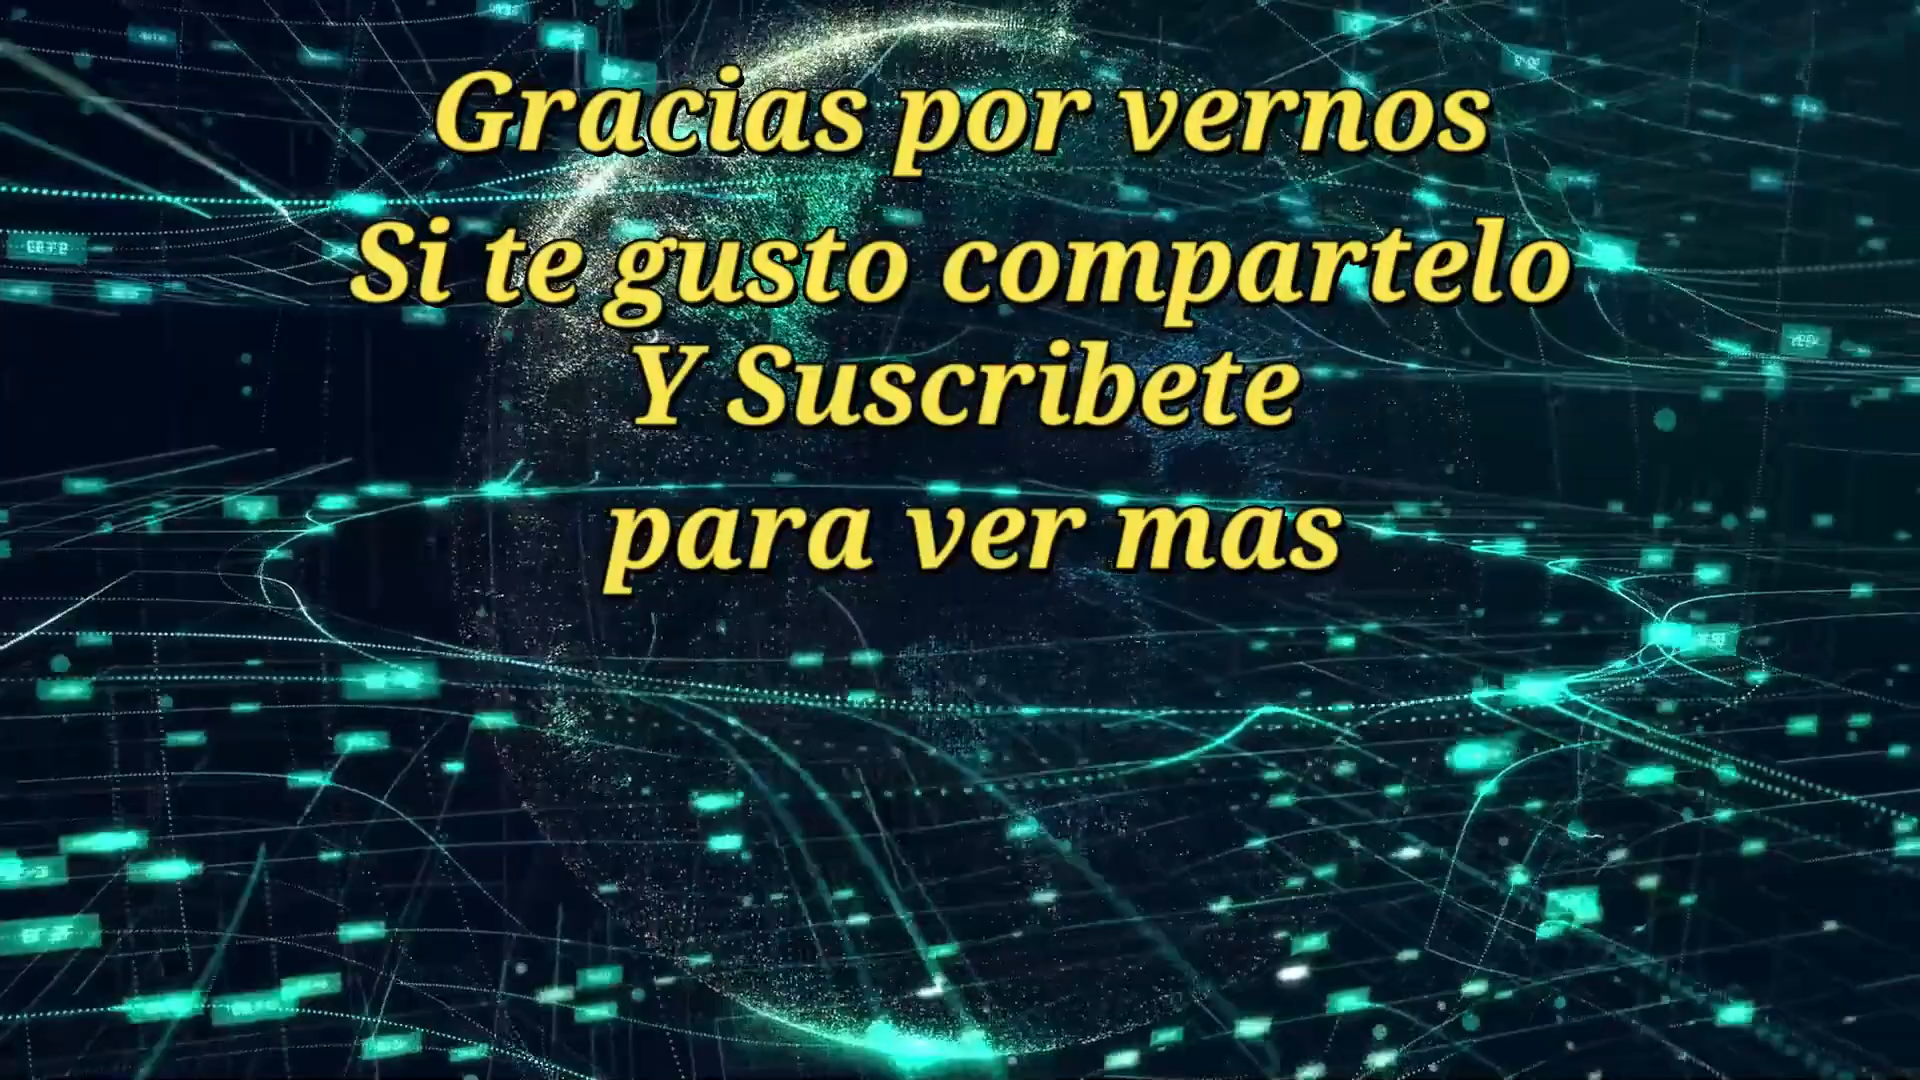 Gracias por vernos
Si te gusto compartelo
Y Suscribete
para ver mas